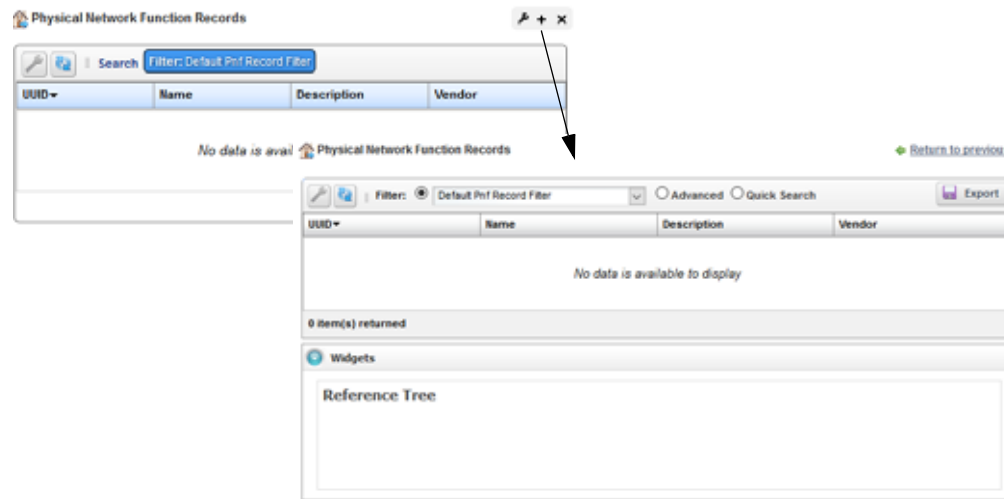 Physical Network Function Records
Search Filter: Default Pnf Record Filter
UUID Name Description Vendor
No data is avail
Physical Network Function Records
Return to previou
Filter: Default Pnf Record Filter Advanced Quick Search Export
UUID Name Description Vendor
No data is available to display
0 item(s) returned
Widgets
Reference Tree